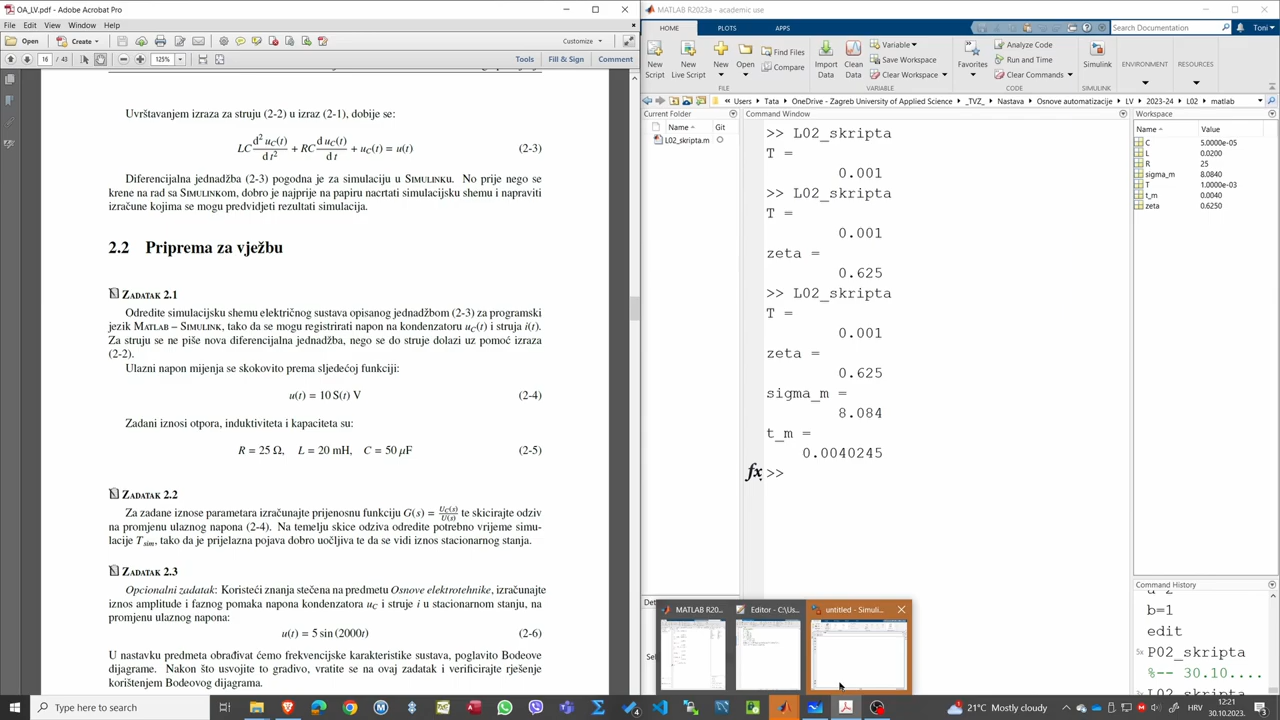 OA_LV.pdf - Adobe Acrobat Pro
File Edit View Window Help
Open Create Customize
16 / 43 125% Tools Fill & Sign Comment
Uvrštavanjem izraza za struju (2-2) u izraz (2-1), dobije se:
LC d² u_C(t)/d t² + RC d u_C(t)/d t + u_C(t) = u(t) (2-3)
Diferencijalna jednadžba (2-3) pogodna je za simulaciju u SIMULINKU. No prije nego se
krene na rad sa SIMULINKOM, dobro je najprije na papiru nacrtati simulacijsku shemu i napraviti
izračune kojima se mogu predvidjeti rezultati simulacija.
2.2 Priprema za vježbu
ZADATAK 2.1
Odredite simulacijsku shemu električnog sustava opisanog jednadžbom (2-3) za programski
jezik MATLAB – SIMULINK, tako da se mogu registrirati napon na kondenzatoru u_C(t) i struja i(t).
Za struju se ne piše nova diferencijalna jednadžba, nego se do struje dolazi uz pomoć izraza
(2-2).
Ulazni napon mijenja se skokovito prema sljedećoj funkciji:
u(t) = 10 S(t) V (2-4)
Zadani iznosi otpora, induktiviteta i kapaciteta su:
R = 25 Ω, L = 20 mH, C = 50 μF (2-5)
ZADATAK 2.2
Za zadane iznose parametara izračunajte prijenosnu funkciju G(s) = U_C(s)/U(s) te skicirajte odziv
na promjenu ulaznog napona (2-4). Na temelju skice odziva odredite potrebno vrijeme simu-
lacije T_sim, tako da je prijelazna pojava dobro uočljiva te da se vidi iznos stacionarnog stanja.
ZADATAK 2.3
Opcionalni zadatak: Koristeći znanja stečena na predmetu Osnove elektrotehnike, izračunajte
iznos amplitude i faznog pomaka napona kondenzatora u_C i struje i u stacionarnom stanju, na
promjenu ulaznog napona:
u(t) = 5 sin (2000t) (2-6)
U nastavku predmeta obrađivat ćemo frekvencijske karakteristike sustava, poglavito Bodeove
dijagrame. Nakon što usvojite to gradivo, vratite se na ovaj zadatak i verificirajte rješenje
korištenjem Bodeovog dijagrama.
MATLAB R2023a - academic use
HOME PLOTS APPS Search Documentation Toni
New Script
New Live Script
New
Open
Find Files
Compare
Import Data
Clean Data
Variable
Save Workspace
Clear Workspace
Favorites
Analyze Code
Run and Time
Clear Commands
Simulink
ENVIRONMENT
RESOURCES
FILE VARIABLE CODE SIMULINK
Users Tata OneDrive - Zagreb University of Applied Science _TVZ_ Nastava Osnove automatizacije LV 2023-24 L02 matlab
Current Folder
Name Git
L02_skripta.m
Command Window
>> L02_skripta
T =
0.001
>> L02_skripta
T =
0.001
zeta =
0.625
>> L02_skripta
T =
0.001
zeta =
0.625
sigma_m =
8.084
t_m =
0.0040245
fx >>
Workspace
Name Value
C 5.0000e-05
L 0.0200
R 25
sigma_m 8.0840
T 1.0000e-03
t_m 0.0040
zeta 0.6250
Command History
b=1
edit
5x P02_skripta
%-- 30.10....
L02_skripta
MATLAB R20...
Editor - C:\Us...
untitled - Simuli...
Type here to search
21°C Mostly cloudy
HRV
12:21
30.10.2023.